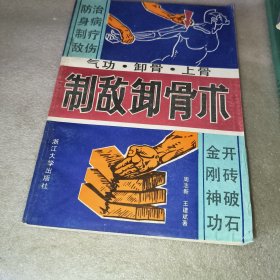 防身制敌
治病疗伤
气功·卸骨·上骨
制敌卸骨术
金刚神功
开砖破石
浙江大学出版社